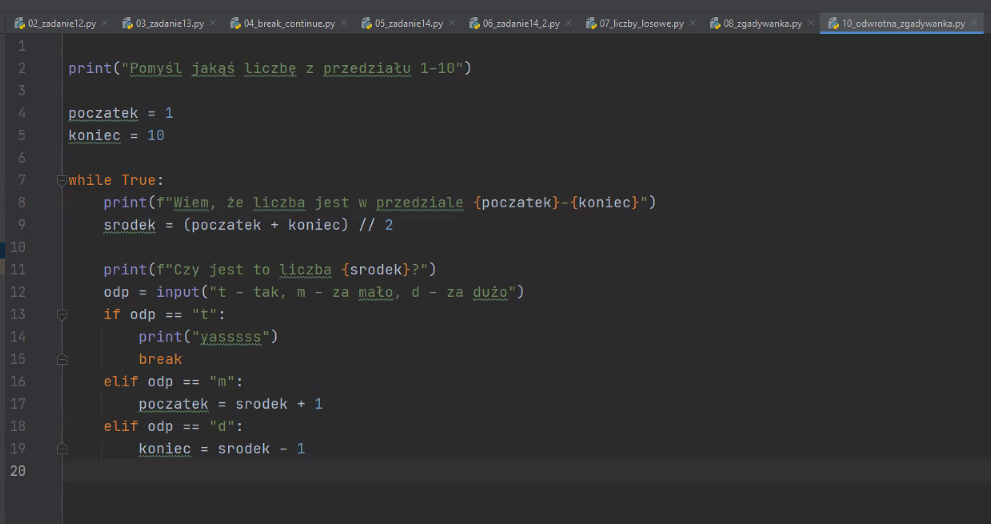 02_zadanie12.py 03_zadanie13.py 04_break_continue.py 05_zadanie14.py 06_zadanie14_2.py 07_liczby_losowe.py 08_zgadywanka.py 10_odwrotna_zgadywanka.py
1
2 print("Pomyśl jakąś liczbę z przedziału 1-10")
3
4 poczatek = 1
5 koniec = 10
6
7 while True:
8 print(f"Wiem, że liczba jest w przedziale {poczatek}-{koniec}")
9 srodek = (poczatek + koniec) // 2
10
11 print(f"Czy jest to liczba {srodek}?")
12 odp = input("t - tak, m - za mało, d - za dużo")
13 if odp == "t":
14 print("yasssss")
15 break
16 elif odp == "m":
17 poczatek = srodek + 1
18 elif odp == "d":
19 koniec = srodek - 1
20